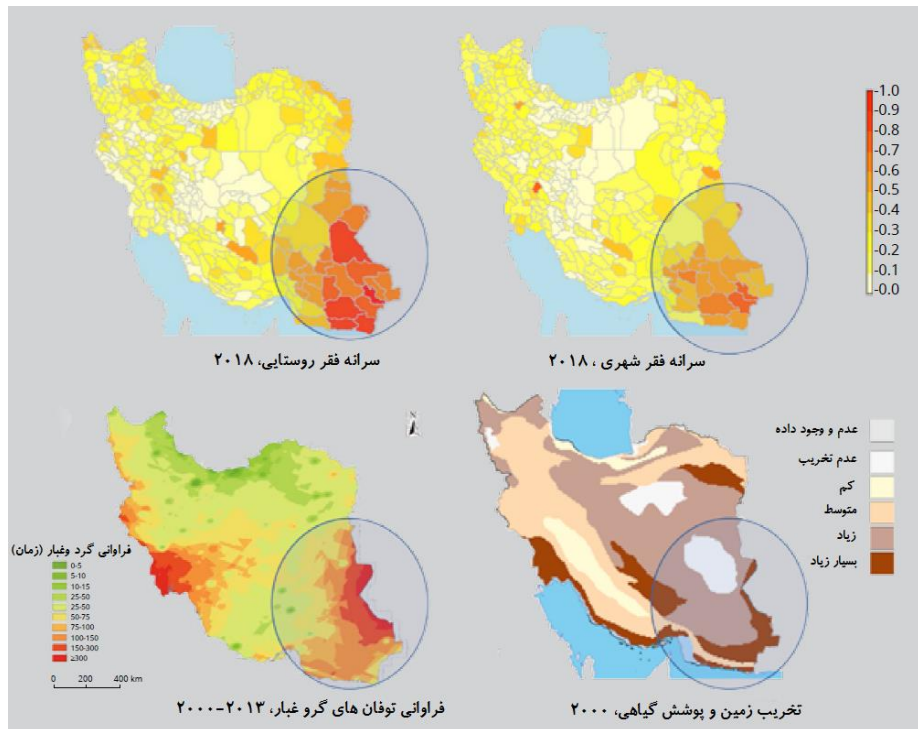 -1.0
-0.9
-0.8
-0.7
-0.6
-0.5
-0.4
-0.3
-0.2
-0.1
-0.0
سرانه فقر روستایی، ۲۰۱۸
سرانه فقر شهری ، ۲۰۱۸
فراوانی گرد وغبار (زمان)
0-5
5-10
10-15
25-50
25-50
50-75
75-100
100-150
150-300
≥300
0 200 400 km
فراوانی توفان های گرو غبار، ۲۰۱۳-۲۰۰۰
عدم و وجود داده
عدم تخریب
کم
متوسط
زیاد
بسیار زیاد
تخریب زمین و پوشش گیاهی، ۲۰۰۰